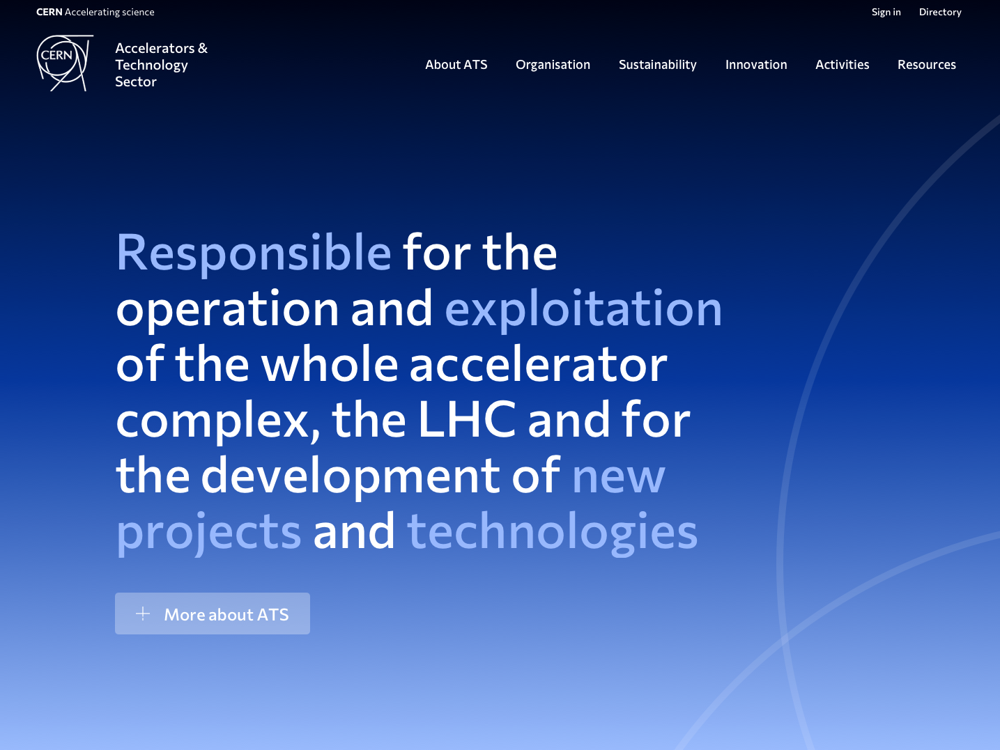 CERN Accelerating science
Sign in
Directory
CERN
Accelerators &
Technology
Sector
About ATS
Organisation
Sustainability
Innovation
Activities
Resources
Responsible for the
operation and exploitation
of the whole accelerator
complex, the LHC and for
the development of new
projects and technologies
More about ATS